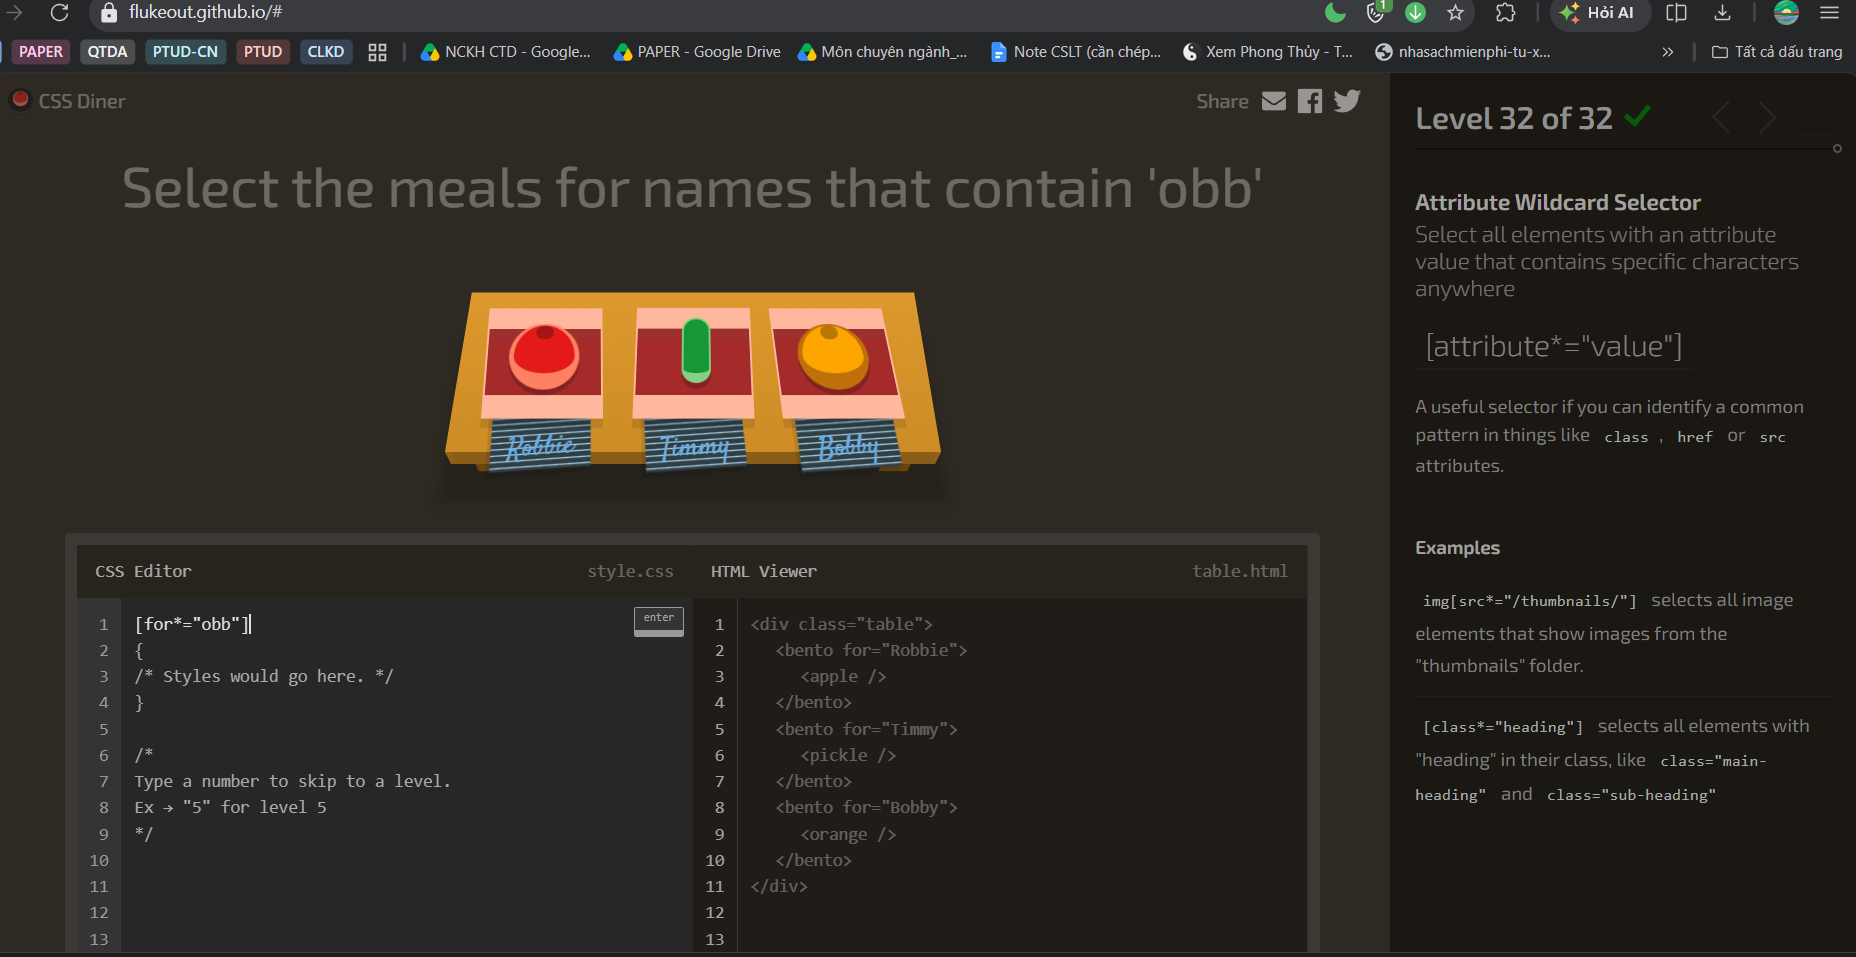 flukeout.github.io/#
1
Hỏi AI
PAPER
QTDA
PTUD-CN
PTUD
CLKD
NCKH CTD - Google...
PAPER - Google Drive
Môn chuyên ngành_...
Note CSLT (cần chép...
Xem Phong Thủy - T...
nhasachmienphi-tu-x...
»
Tất cả dấu trang
CSS Diner
Share
Select the meals for names that contain 'obb'
Robbie
Timmy
Bobby
CSS Editor
style.css
1 [for*="obb"]
enter
2 {
3 /* Styles would go here. */
4 }
5
6 /*
7 Type a number to skip to a level.
8 Ex → "5" for level 5
9 */
10
11
12
13
HTML Viewer
table.html
1 <div class="table">
2 <bento for="Robbie">
3 <apple />
4 </bento>
5 <bento for="Timmy">
6 <pickle />
7 </bento>
8 <bento for="Bobby">
9 <orange />
10 </bento>
11 </div>
12
13
Level 32 of 32
Attribute Wildcard Selector
Select all elements with an attribute
value that contains specific characters
anywhere
[attribute*="value"]
A useful selector if you can identify a common
pattern in things like class , href or src
attributes.
Examples
img[src*="/thumbnails/"] selects all image
elements that show images from the
"thumbnails" folder.
[class*="heading"] selects all elements with
"heading" in their class, like class="main-
heading" and class="sub-heading"